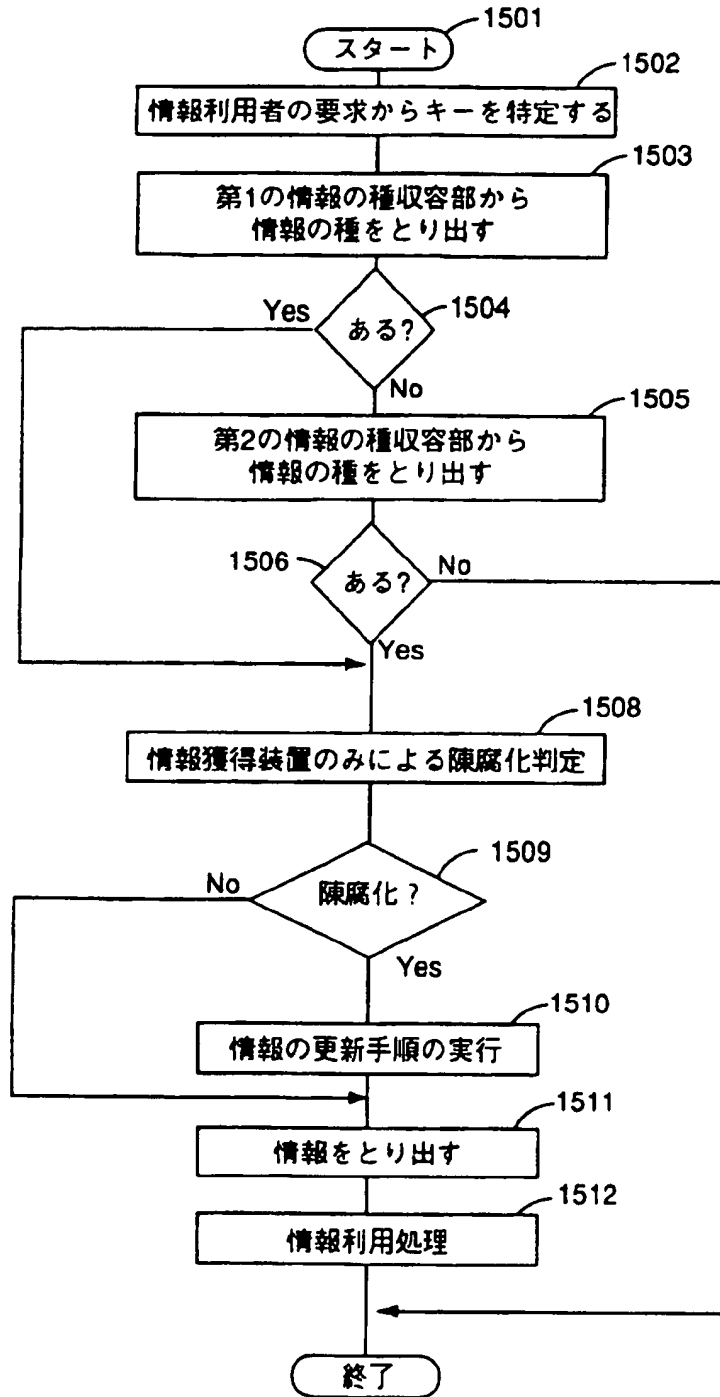 1501
スタート
1502
情報利用者の要求からキーを特定する
1503
第1の情報の種収容部から
情報の種をとり出す
Yes
ある?
1504
No
1505
第2の情報の種収容部から
情報の種をとり出す
1506
ある?
No
Yes
1508
情報獲得装置のみによる陳腐化判定
1509
No
陳腐化?
Yes
1510
情報の更新手順の実行
1511
情報をとり出す
1512
情報利用処理
終了